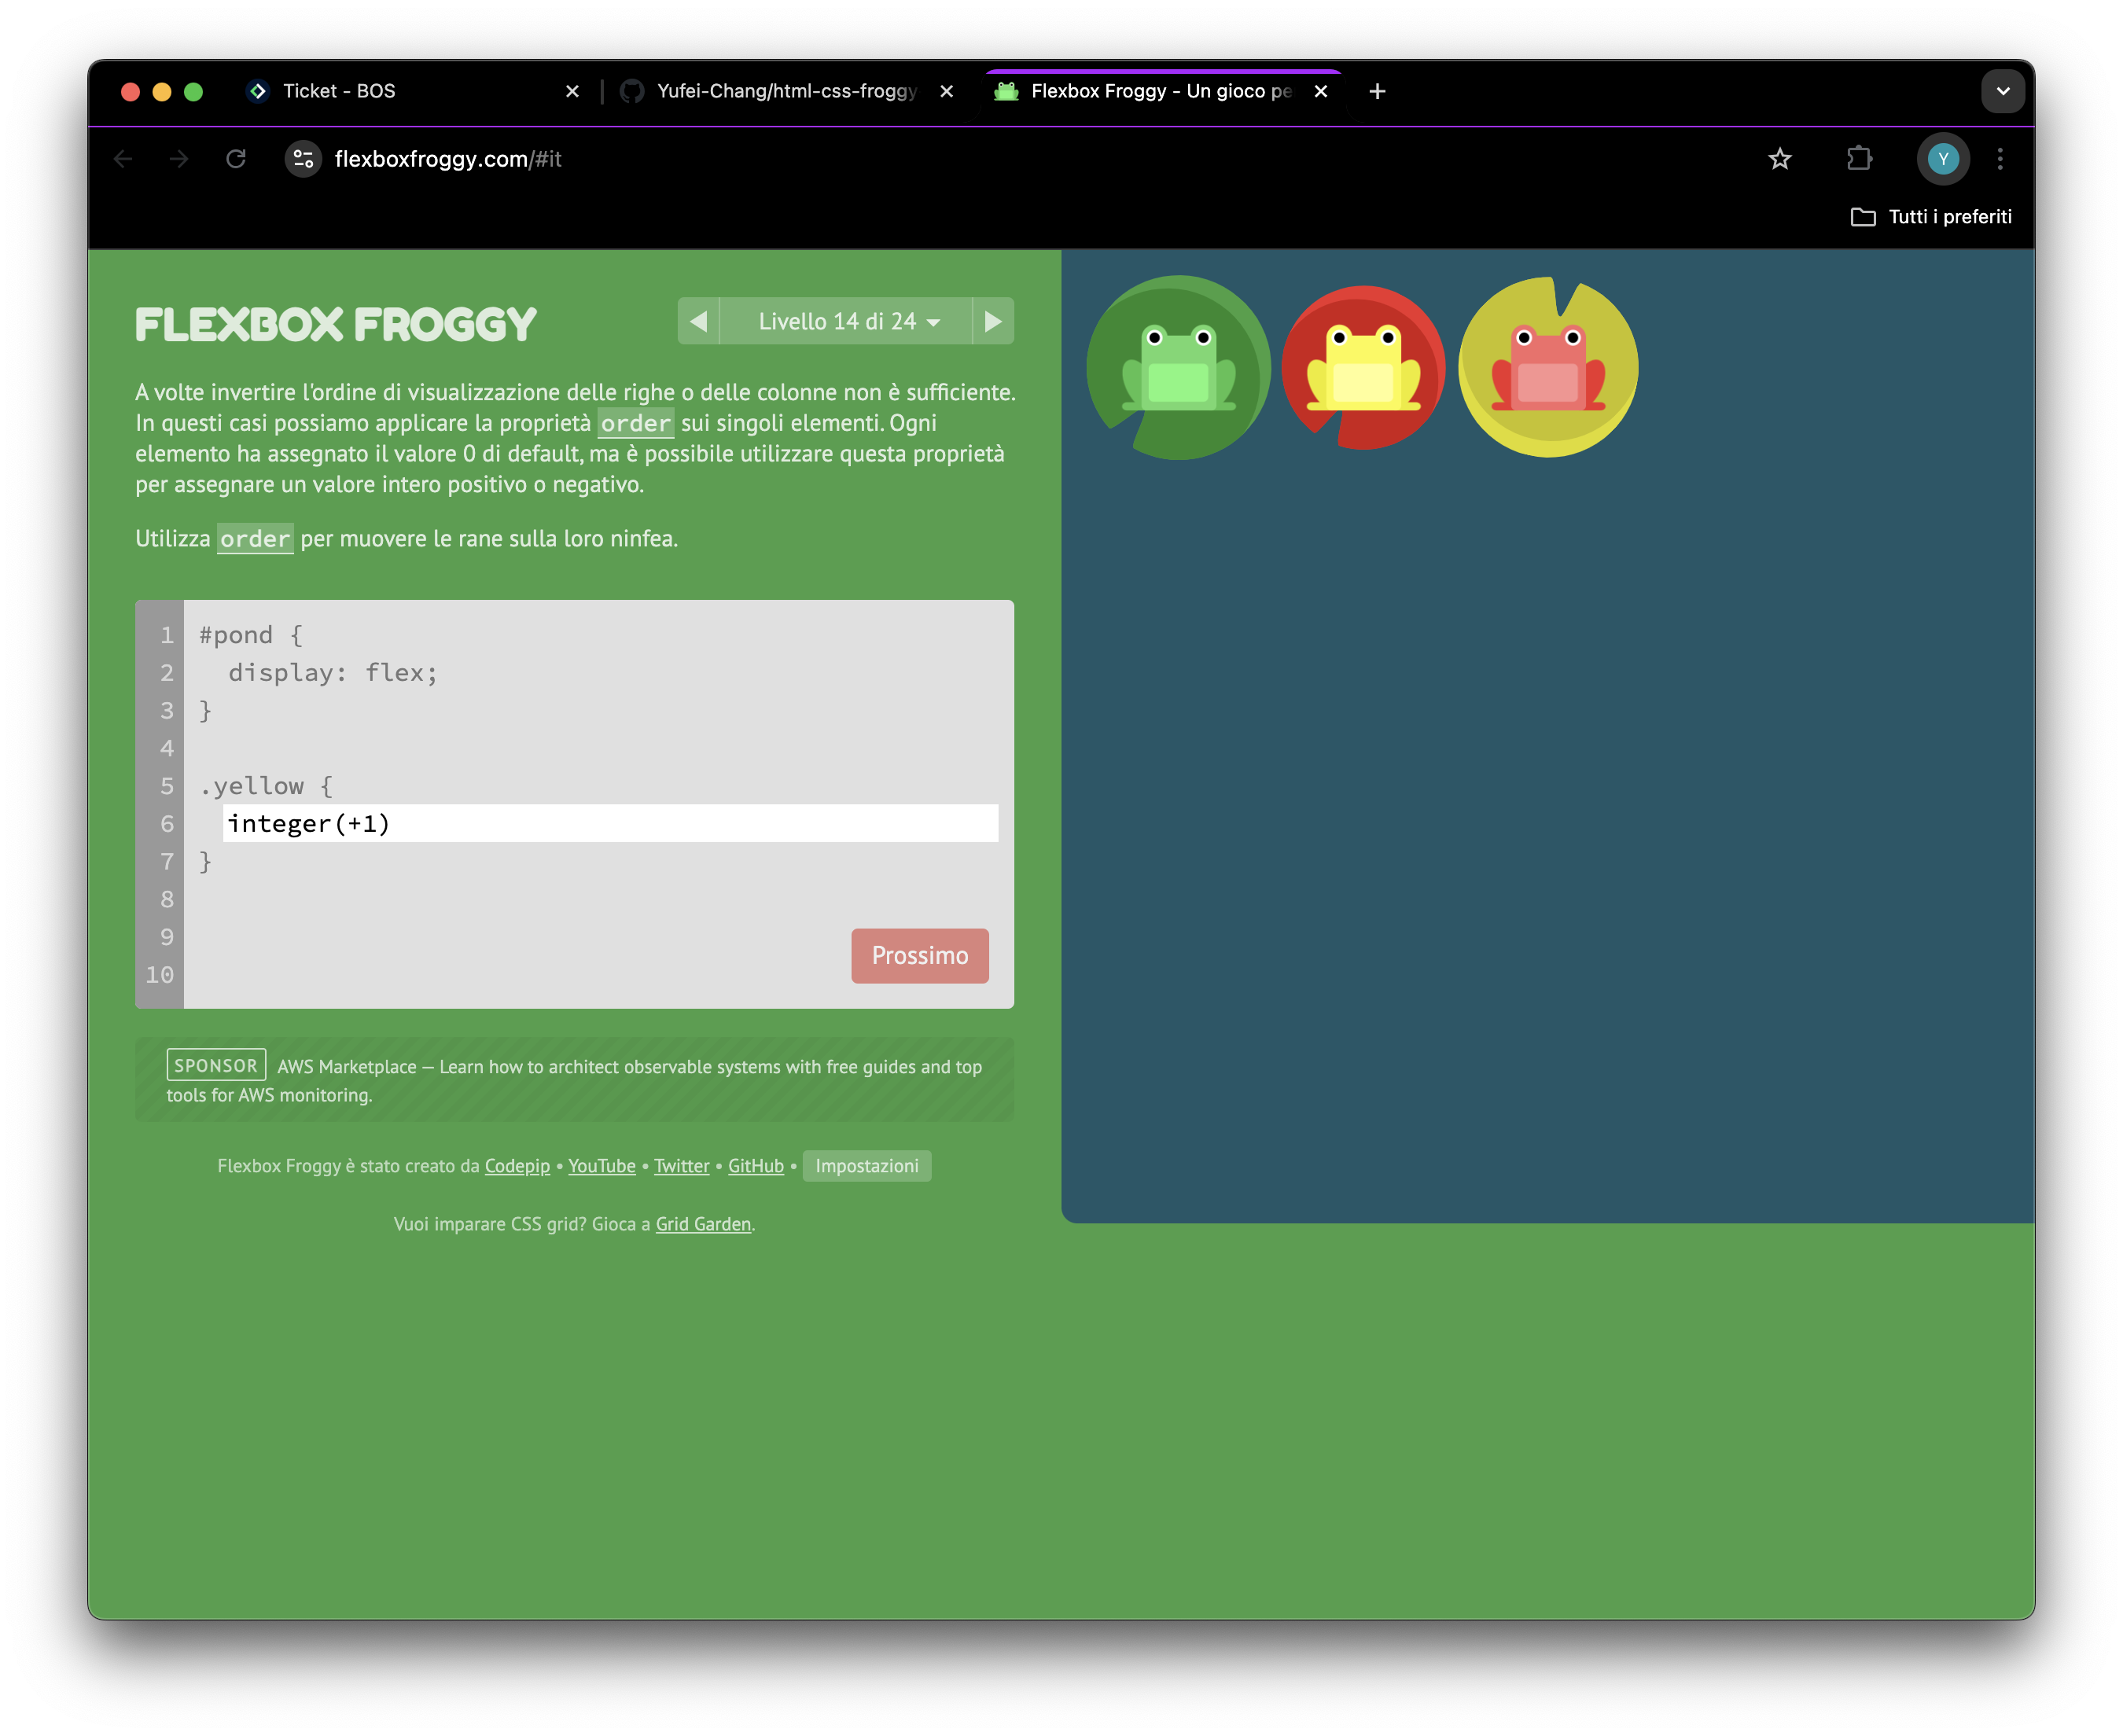 Ticket - BOS
Yufei-Chang/html-css-froggy
Flexbox Froggy - Un gioco pe
flexboxfroggy.com/#it
Y
Tutti i preferiti
FLEXBOX FROGGY
Livello 14 di 24
A volte invertire l'ordine di visualizzazione delle righe o delle colonne non è sufficiente.
In questi casi possiamo applicare la proprietà order sui singoli elementi. Ogni
elemento ha assegnato il valore 0 di default, ma è possibile utilizzare questa proprietà
per assegnare un valore intero positivo o negativo.
Utilizza order per muovere le rane sulla loro ninfea.
1 #pond {
2 display: flex;
3 }
4
5 .yellow {
6 integer(+1)
7 }
8
9
10
Prossimo
SPONSOR AWS Marketplace — Learn how to architect observable systems with free guides and top
tools for AWS monitoring.
Flexbox Froggy è stato creato da Codepip • YouTube • Twitter • GitHub • Impostazioni
Vuoi imparare CSS grid? Gioca a Grid Garden.